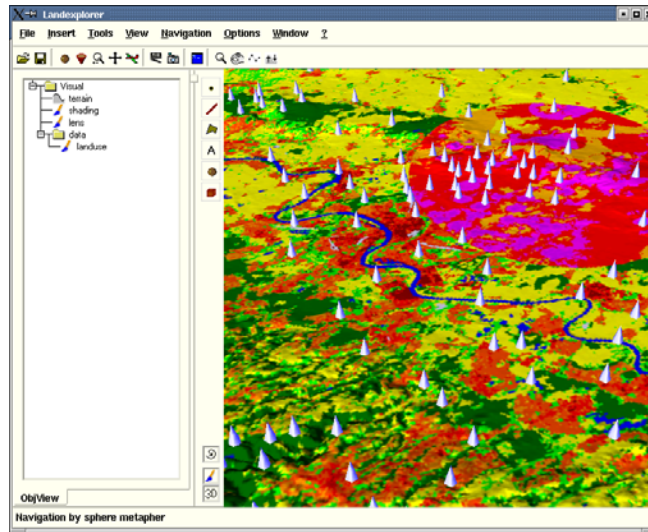 Landexplorer
File Insert Tools View Navigation Options Window ?
Visual
terrain
shading
lens
data
landuse
A
3D
ObjView
Navigation by sphere metapher